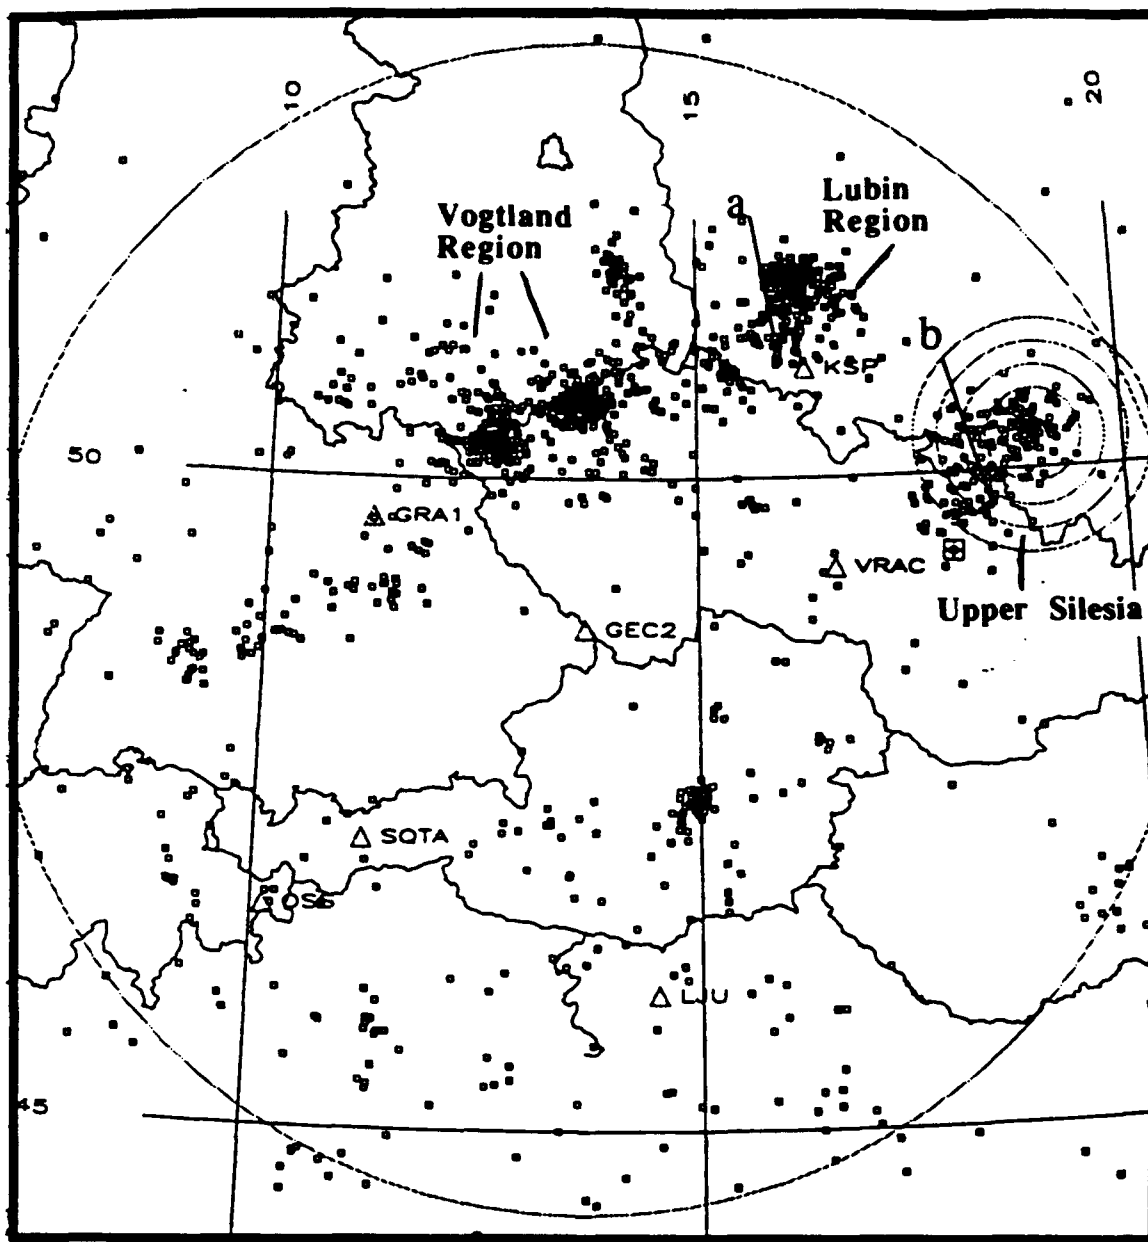 10
15
20
Vogtland
Region
a
Lubin
Region
KSP
b
50
GRA1
VRAC
Upper Silesia
GEC2
SQTA
OSS
LJU
45